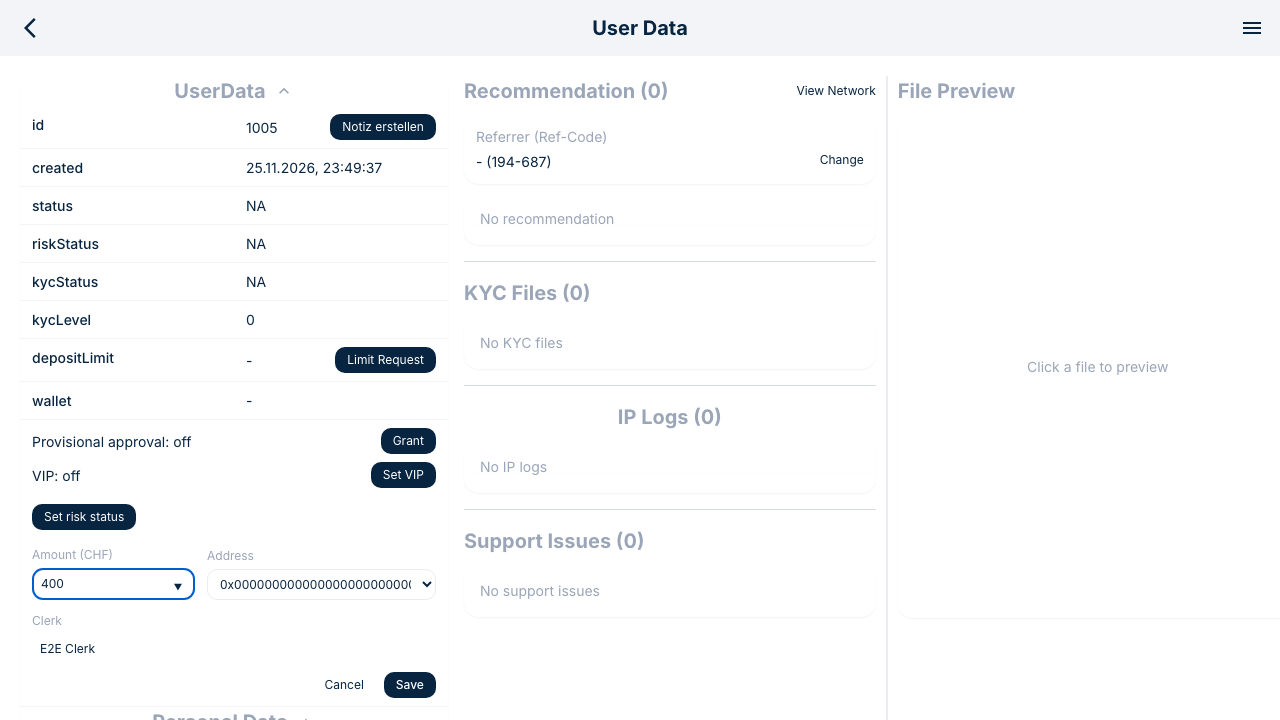 User Data
UserData
id
1005
Notiz erstellen
created
25.11.2026, 23:49:37
status
NA
riskStatus
NA
kycStatus
NA
kycLevel
0
depositLimit
-
Limit Request
wallet
-
Provisional approval: off
Grant
VIP: off
Set VIP
Set risk status
Amount (CHF)
Address
400
Clerk
E2E Clerk
Cancel
Save
Personal Data
Recommendation (0)
View Network
Referrer (Ref-Code)
- (194-687)
Change
No recommendation
KYC Files (0)
No KYC files
IP Logs (0)
No IP logs
Support Issues (0)
No support issues
File Preview
Click a file to preview